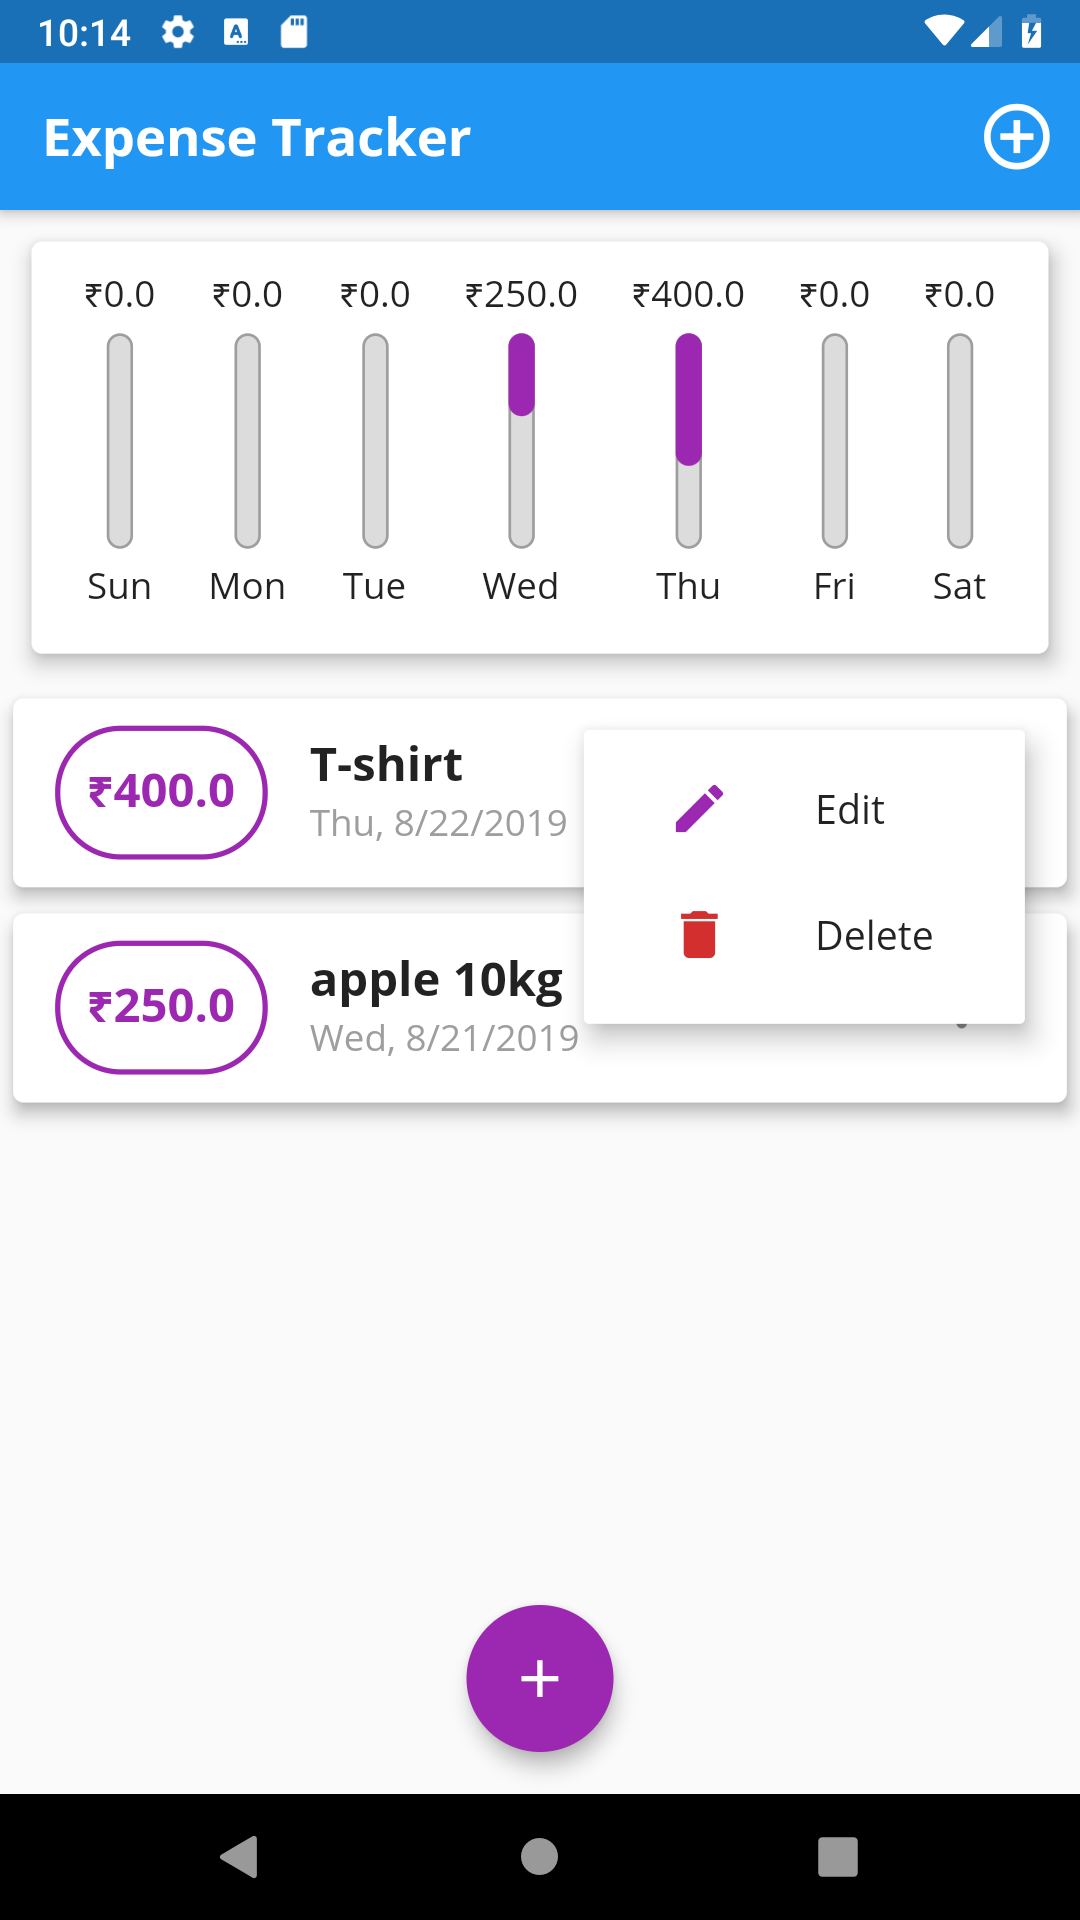 10:14
Expense Tracker
₹0.0 ₹0.0 ₹0.0 ₹250.0 ₹400.0 ₹0.0 ₹0.0
Sun Mon Tue Wed Thu Fri Sat
₹400.0
T-shirt
Thu, 8/22/2019
Edit
Delete
₹250.0
apple 10kg
Wed, 8/21/2019